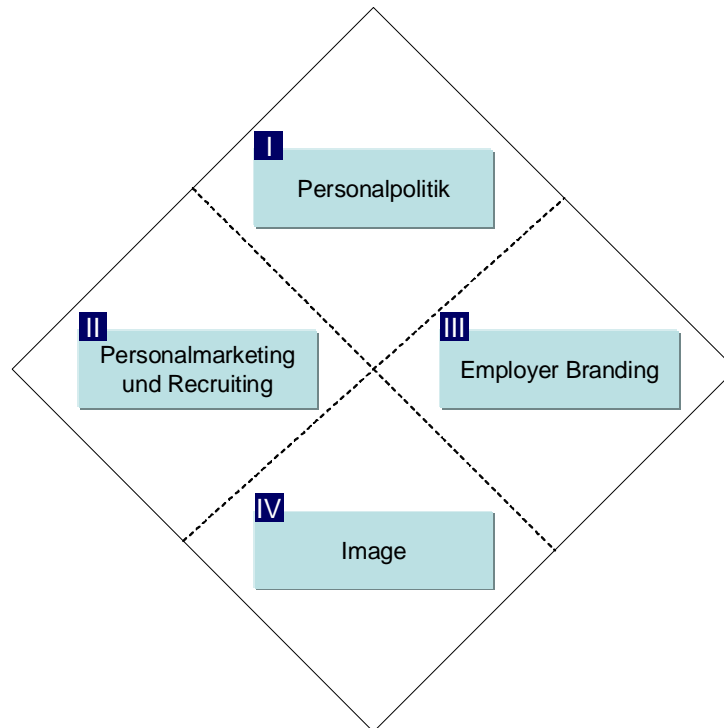 I
Personalpolitik
II
Personalmarketing
und Recruiting
III
Employer Branding
IV
Image